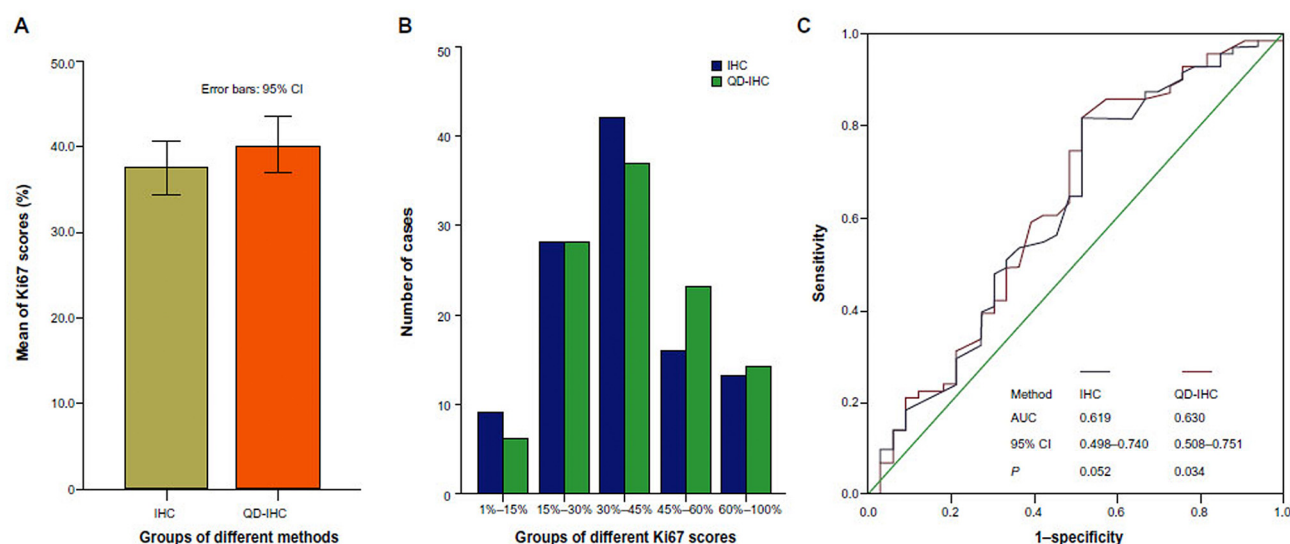 A
50.0
40.0
30.0
20.0
10.0
0
Error bars: 95% CI
Mean of Ki67 scores (%)
IHC QD-IHC
Groups of different methods
B
50
40
30
20
10
0
IHC
QD-IHC
Number of cases
1%–15% 15%–30% 30%–45% 45%–60% 60%–100%
Groups of different Ki67 scores
C
1.0
0.8
0.6
0.4
0.2
0.0
Sensitivity
Method IHC QD-IHC
AUC 0.619 0.630
95% CI 0.498–0.740 0.508–0.751
P 0.052 0.034
0.0 0.2 0.4 0.6 0.8 1.0
1–specificity